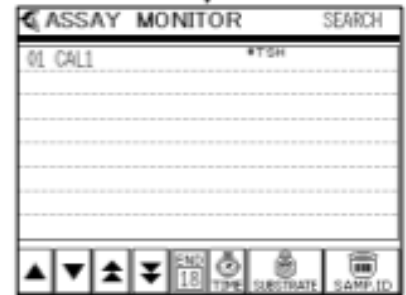 ASSAY MONITOR SEARCH
01 CAL1 *TSH
END
18 TIME SUBSTRATE SAMP.ID